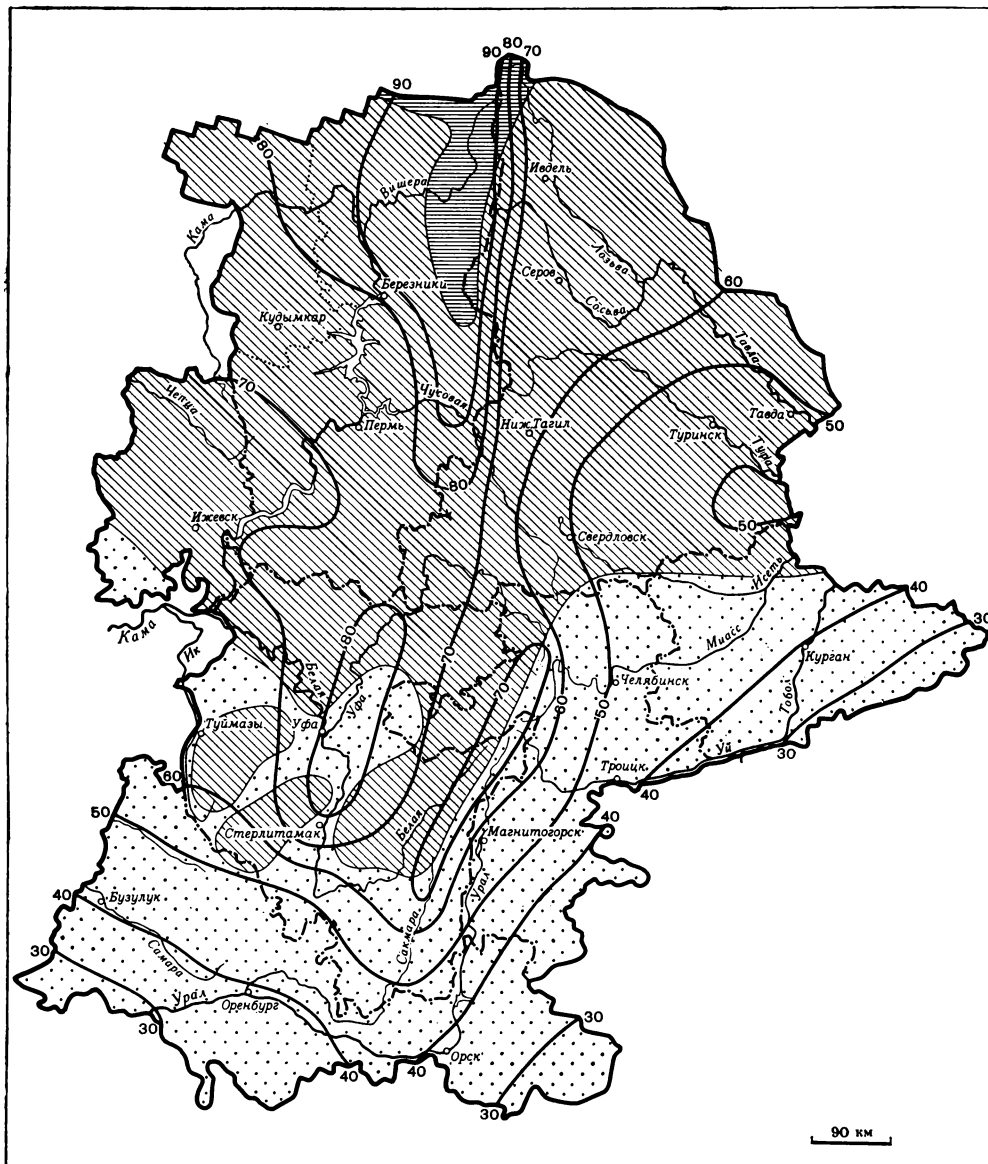 90 80 70
90
80
Ивдель
Вишера
Кама
Лозьва
Серов
60
Березники
Сосьва
Кудымкар
Тавда
70
Чепца
Чусовая
Тавда
Пермь
Ниж.Тагил
50
Туринск
Тура
80
50
Ижевск
Свердловск
Исеть
40
80
30
Кама
Миасс
Ик
70
Курган
Белая
Уфа
70
60
Челябинск
Тобол
50
Туймазы
Уфа
Уй
30
Троицк
60
40
50
Белая
Стерлитамак
40
Магнитогорск
Урал
40
Бузулук
Сакмара
30
Самара
Урал
Оренбург
30
30
Орск
40
40
30
90 км